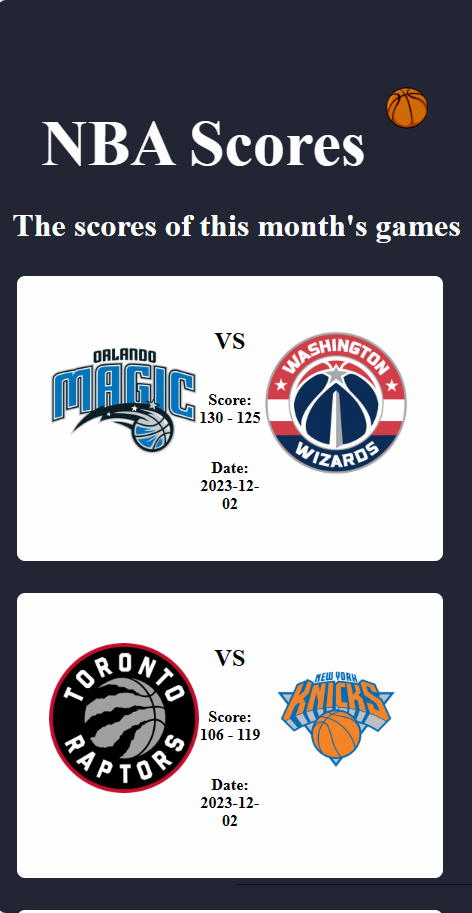 NBA Scores
The scores of this month's games
ORLANDO
MAGIC
VS
Score:
130 - 125
Date:
2023-12-
02
WASHINGTON
WIZARDS
TORONTO
RAPTORS
VS
Score:
106 - 119
Date:
2023-12-
02
NEW YORK
KNICKS